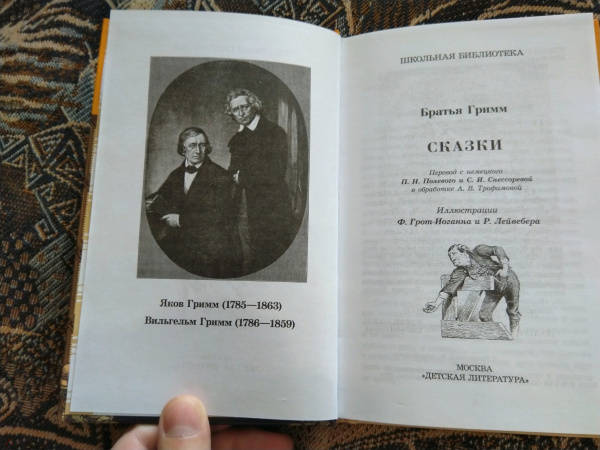 Яков Гримм (1785—1863)
Вильгельм Гримм (1786—1859)
ШКОЛЬНАЯ БИБЛИОТЕКА
Братья Гримм
СКАЗКИ
Перевод с немецкого
П. Н. Полевого и С. И. Снессоревой
в обработке А. В. Трофимовой
Иллюстрации
Ф. Грот-Иоганна и Р. Лейвебера
МОСКВА
«ДЕТСКАЯ ЛИТЕРАТУРА»